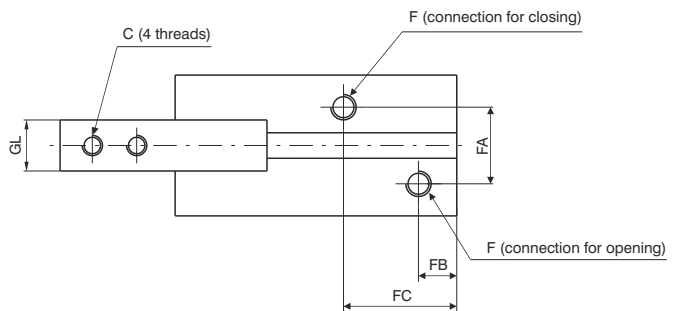 F (connection for closing)
C (4 threads)
GL
FA
F (connection for opening)
FB
FC